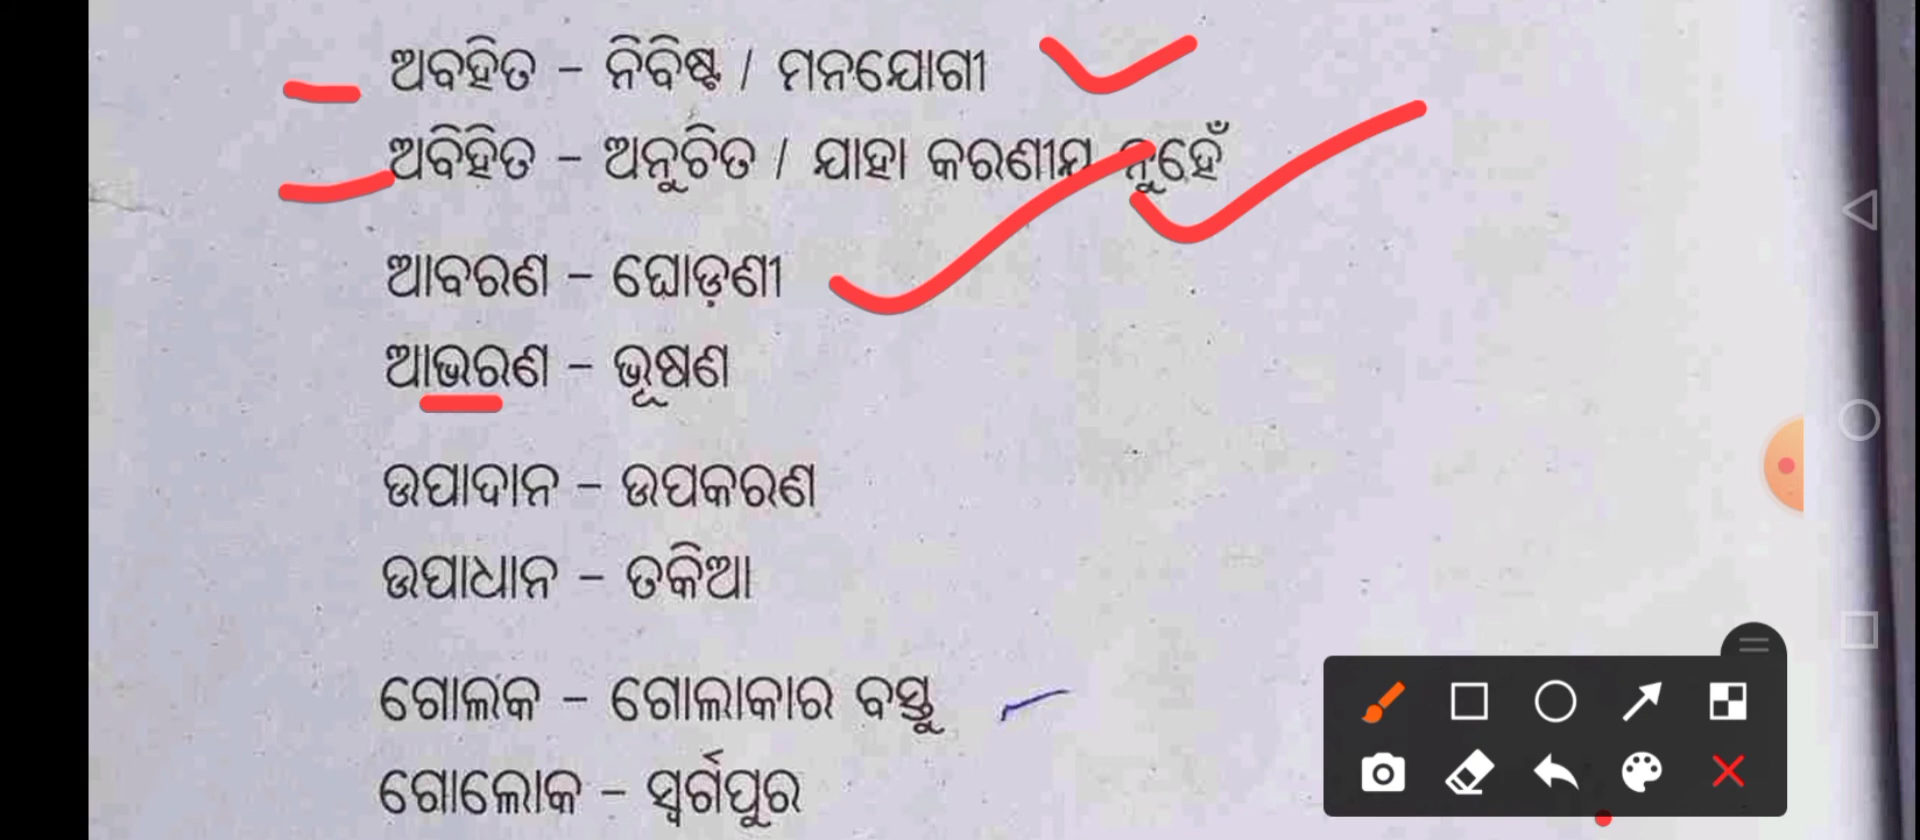 ଅବହିତ – ନିବିଷ୍ଟ / ମନଯୋଗୀ
ଅବିହିତ – ଅନୁଚିତ / ଯାହା କରଣୀୟ ନୁହେଁ
ଆବରଣ – ଘୋଡ଼ଣୀ
ଆଭରଣ – ଭୂଷଣ
ଉପାଦାନ – ଉପକରଣ
ଉପାଧାନ – ତକିଆ
ଗୋଲକ – ଗୋଲାକାର ବସ୍ତୁ
ଗୋଲୋକ – ସ୍ୱର୍ଗପୁର